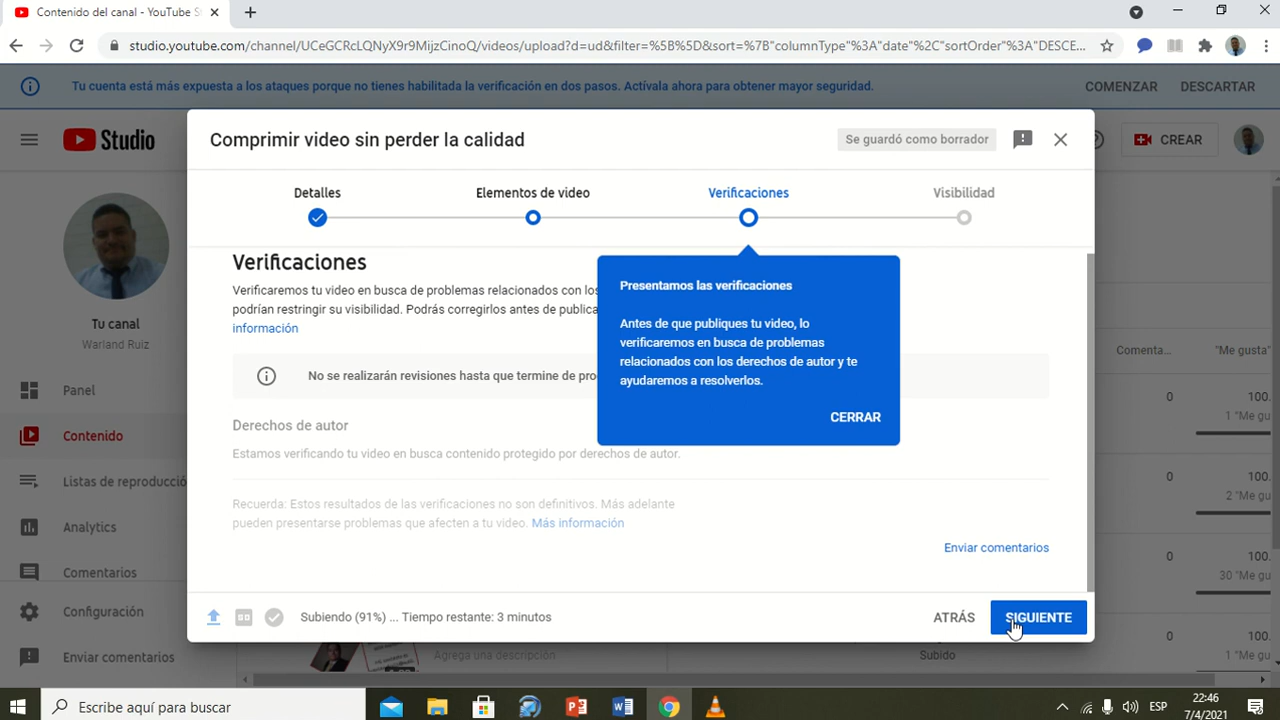 Contenido del canal - YouTube S
studio.youtube.com/channel/UCeGCRcLQNyX9r9MijzCinoQ/videos/upload?d=ud&filter=%5B%5D&sort=%7B"columnType"%3A"date"%2C"sortOrder"%3A"DESCE...
Tu cuenta está más expuesta a los ataques porque no tienes habilitada la verificación en dos pasos. Actívala ahora para obtener mayor seguridad.
COMENZAR
DESCARTAR
Studio
CREAR
Comprimir video sin perder la calidad
Se guardó como borrador
Detalles
Elementos de video
Verificaciones
Visibilidad
Verificaciones
Verificaremos tu video en busca de problemas relacionados con los
podrían restringir su visibilidad. Podrás corregirlos antes de publica
información
No se realizarán revisiones hasta que termine de pro
Presentamos las verificaciones
Antes de que publiques tu video, lo
verificaremos en busca de problemas
relacionados con los derechos de autor y te
ayudaremos a resolverlos.
CERRAR
Derechos de autor
Estamos verificando tu video en busca contenido protegido por derechos de autor.
Recuerda: Estos resultados de las verificaciones no son definitivos. Más adelante
pueden presentarse problemas que afecten a tu video. Más información
Enviar comentarios
Subiendo (91%) ... Tiempo restante: 3 minutos
ATRÁS
SIGUIENTE
Tu canal
Warland Ruiz
Panel
Contenido
Listas de reproducció
Analytics
Comentarios
Configuración
Enviar comentarios
Comenta...
"Me gusta"
0
100.
1 "Me gu
0
100.
2 "Me gu
0
100.
30 "Me gu
0
100.
1 "Me gu
Agrega una descripción
Subido
Escribe aquí para buscar
ESP
22:46
7/4/2021